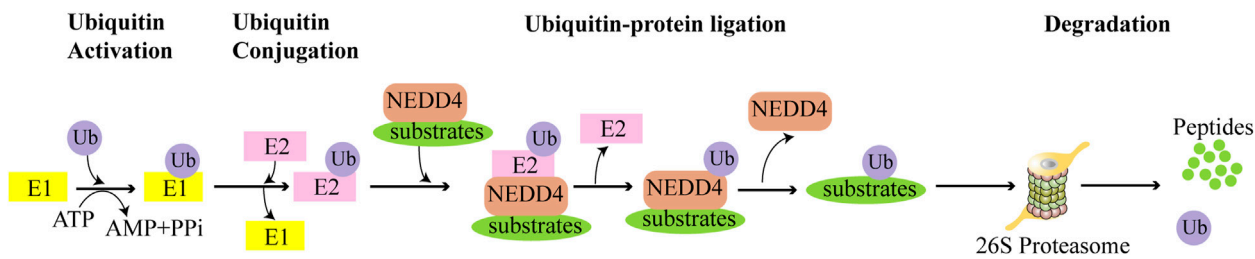 Ubiquitin
Activation
Ubiquitin
Conjugation
Ubiquitin-protein ligation
Degradation
Ub
E1
ATP
AMP+PPi
Ub
E1
E2
E1
Ub
E2
NEDD4
substrates
Ub
E2
NEDD4
substrates
E2
Ub
NEDD4
substrates
NEDD4
Ub
substrates
26S Proteasome
Peptides
Ub